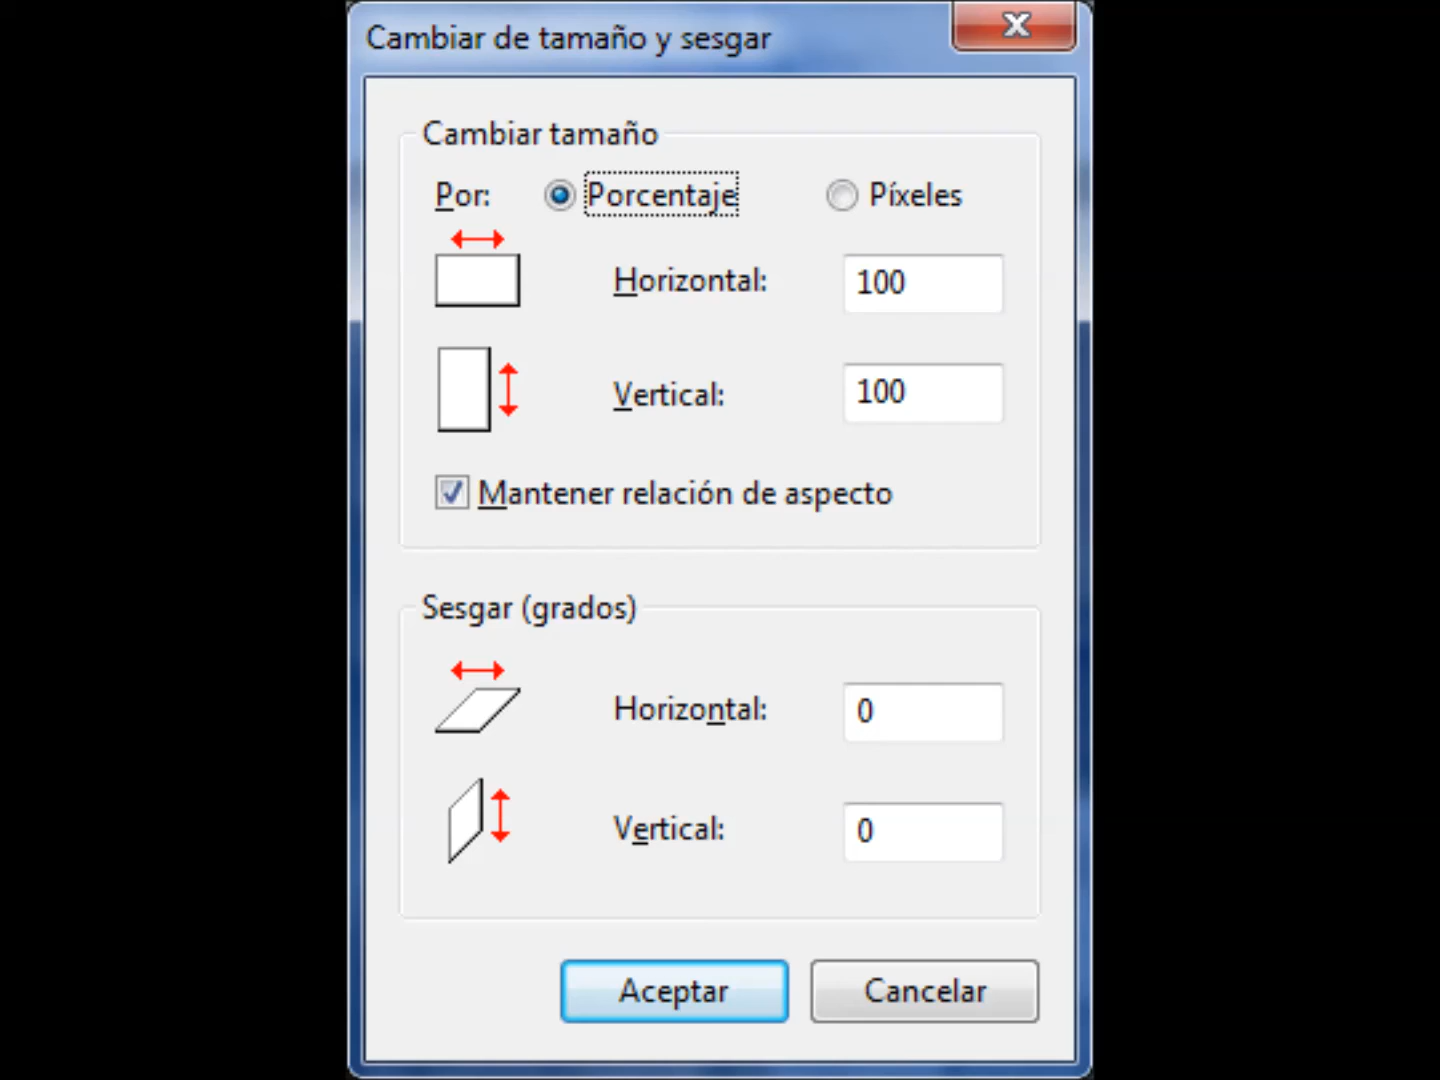 Cambiar de tamaño y sesgar
Cambiar tamaño
Por: Porcentaje Píxeles
Horizontal: 100
Vertical: 100
Mantener relación de aspecto
Sesgar (grados)
Horizontal: 0
Vertical: 0
Aceptar Cancelar